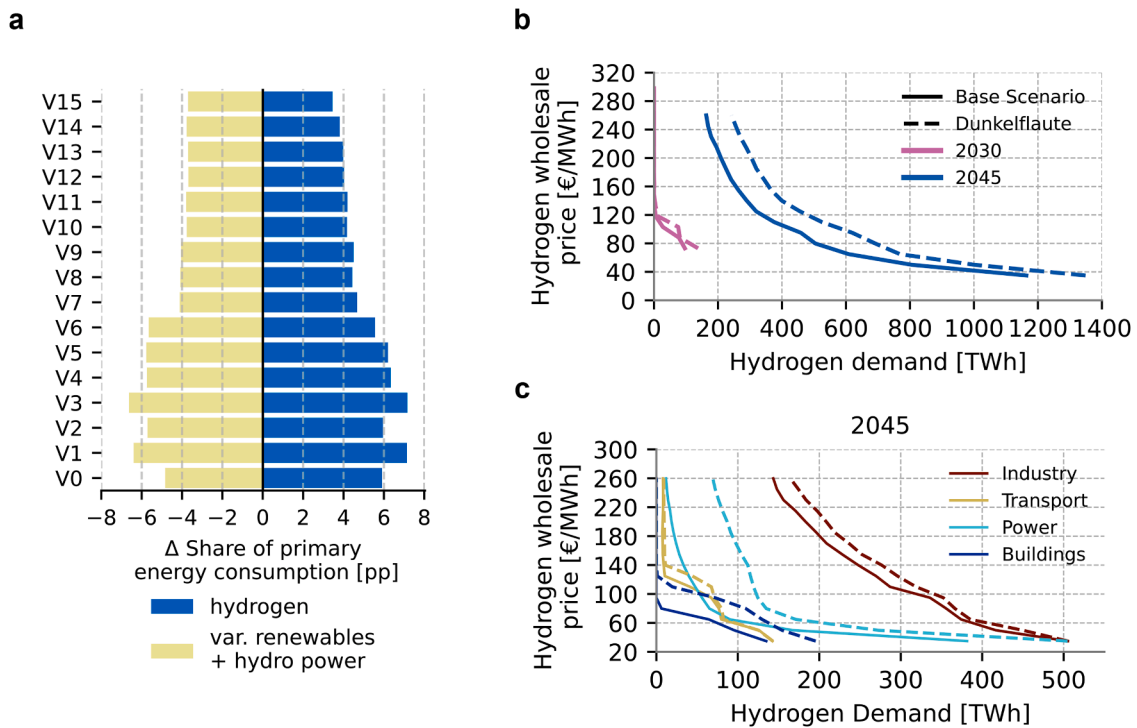 a
V15
V14
V13
V12
V11
V10
V9
V8
V7
V6
V5
V4
V3
V2
V1
V0
−8 −6 −4 −2 0 2 4 6 8
Δ Share of primary
energy consumption [pp]
hydrogen
var. renewables
+ hydro power
b
Hydrogen wholesale
price [€/MWh]
320
280
240
200
160
120
80
40
0
Base Scenario
Dunkelflaute
2030
2045
0 200 400 600 800 1000 1200 1400
Hydrogen demand [TWh]
c
2045
Hydrogen wholesale
price [€/MWh]
300
260
220
180
140
100
60
20
Industry
Transport
Power
Buildings
0 100 200 300 400 500
Hydrogen Demand [TWh]